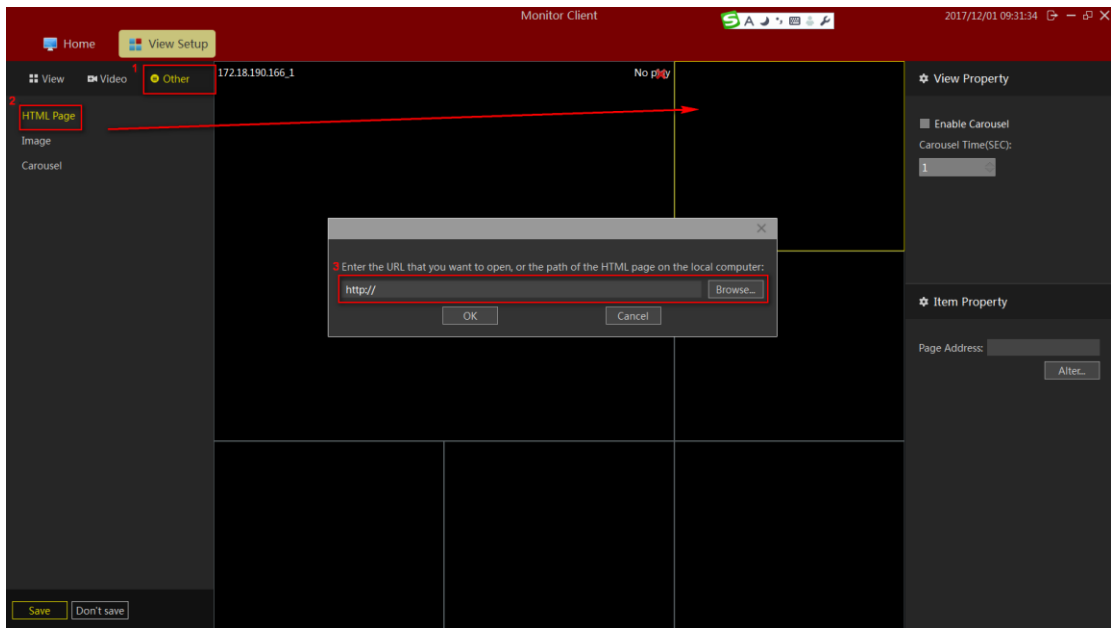 Monitor Client
2017/12/01 09:31:34
Home
View Setup
View
Video
1
Other
172.18.190.166_1
No play
View Property
2
HTML Page
Image
Carousel
Enable Carousel
Carousel Time(SEC):
1
3 Enter the URL that you want to open, or the path of the HTML page on the local computer:
http://
Browse...
OK
Cancel
Item Property
Page Address:
Alter...
Save
Don't save
S A